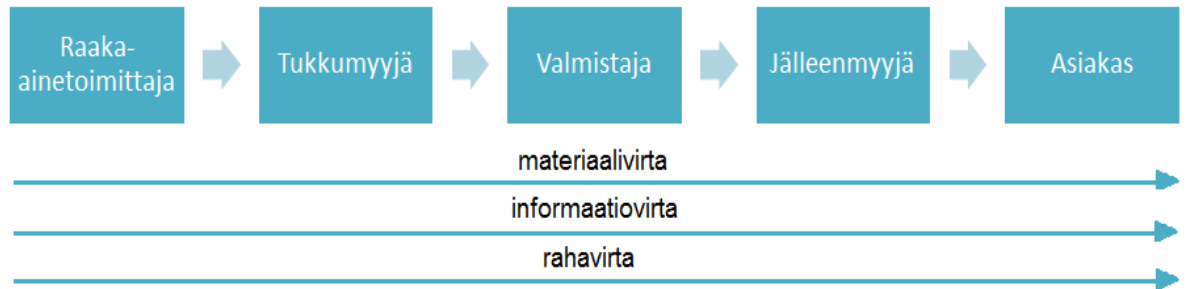 Raaka-
ainetoimittaja
Tukkumyyjä
Valmistaja
Jälleenmyyjä
Asiakas
materiaalivirta
informaatiovirta
rahavirta